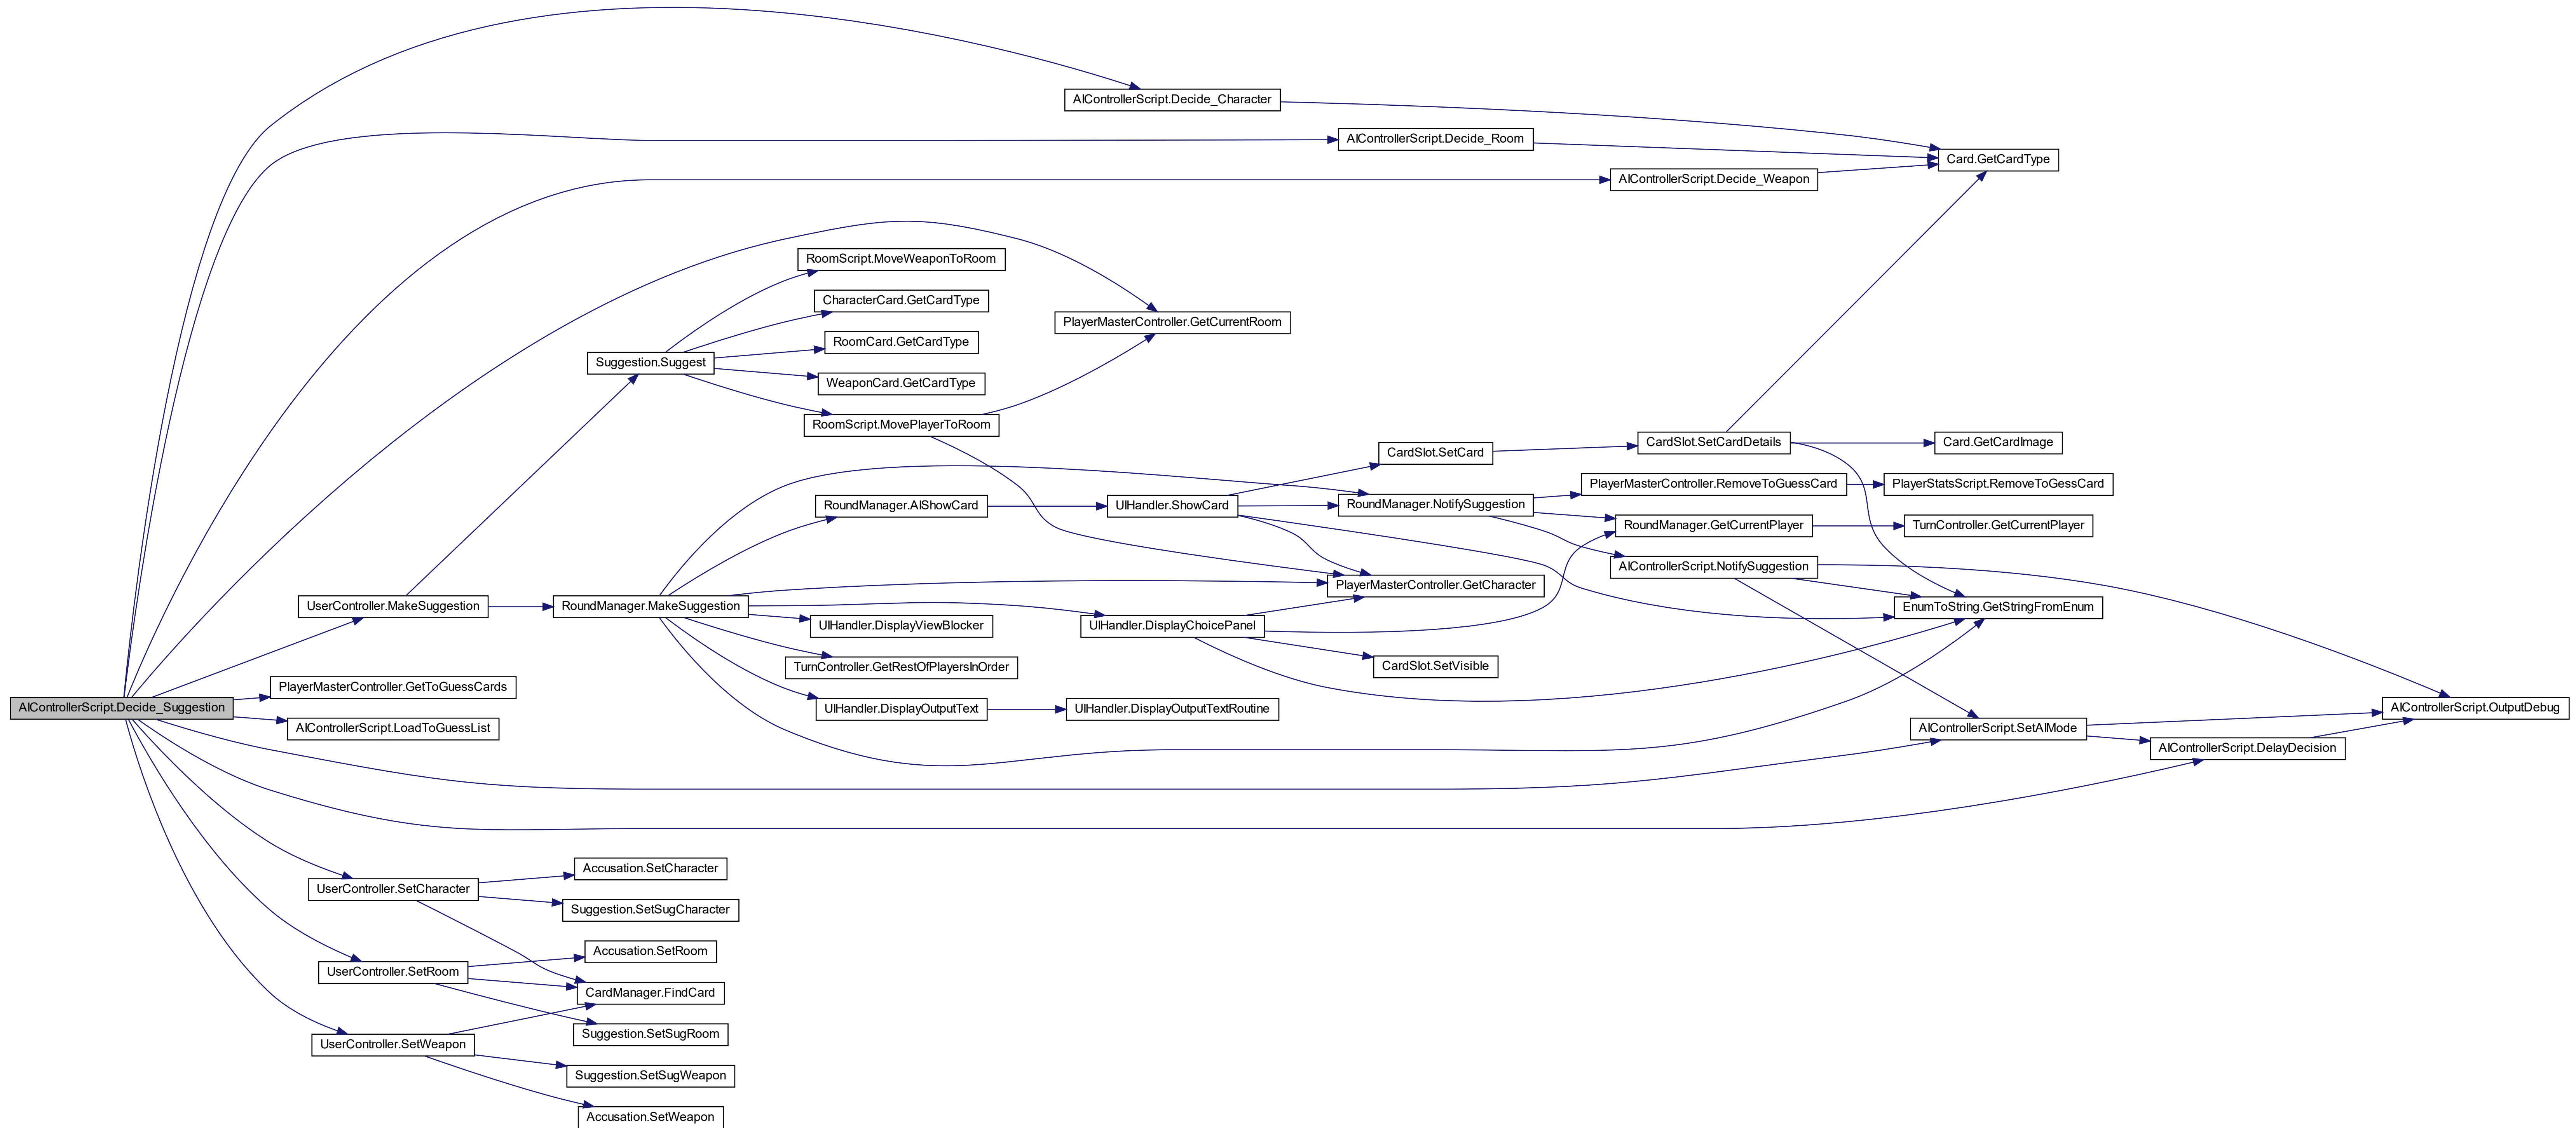 AIControllerScript.Decide_Character
AIControllerScript.Decide_Room
Card.GetCardType
AIControllerScript.Decide_Weapon
RoomScript.MoveWeaponToRoom
CharacterCard.GetCardType
PlayerMasterController.GetCurrentRoom
RoomCard.GetCardType
Suggestion.Suggest
WeaponCard.GetCardType
RoomScript.MovePlayerToRoom
CardSlot.SetCardDetails
Card.GetCardImage
CardSlot.SetCard
PlayerMasterController.RemoveToGuessCard
PlayerStatsScript.RemoveToGessCard
RoundManager.AIShowCard
UIHandler.ShowCard
RoundManager.NotifySuggestion
RoundManager.GetCurrentPlayer
TurnController.GetCurrentPlayer
AIControllerScript.NotifySuggestion
PlayerMasterController.GetCharacter
UserController.MakeSuggestion
RoundManager.MakeSuggestion
EnumToString.GetStringFromEnum
UIHandler.DisplayViewBlocker
UIHandler.DisplayChoicePanel
TurnController.GetRestOfPlayersInOrder
CardSlot.SetVisible
PlayerMasterController.GetToGuessCards
AIControllerScript.Decide_Suggestion
UIHandler.DisplayOutputText
UIHandler.DisplayOutputTextRoutine
AIControllerScript.OutputDebug
AIControllerScript.LoadToGuessList
AIControllerScript.SetAIMode
AIControllerScript.DelayDecision
Accusation.SetCharacter
UserController.SetCharacter
Suggestion.SetSugCharacter
Accusation.SetRoom
UserController.SetRoom
CardManager.FindCard
Suggestion.SetSugRoom
UserController.SetWeapon
Suggestion.SetSugWeapon
Accusation.SetWeapon